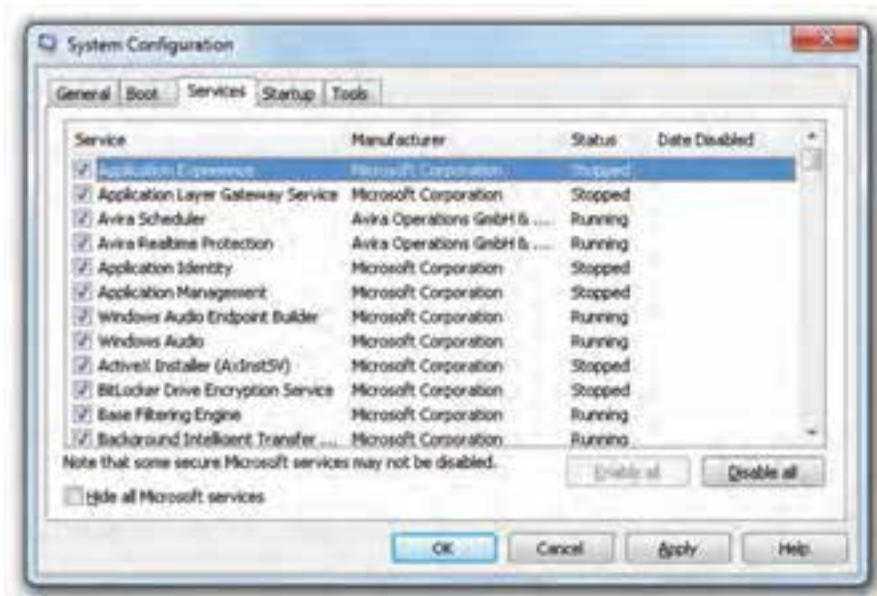 System Configuration
General Boot Services Startup Tools
Service Manufacturer Status Date Disabled
Application Experience Microsoft Corporation Stopped
Application Layer Gateway Service Microsoft Corporation Stopped
Avira Scheduler Avira Operations GmbH & ... Running
Avira Realtime Protection Avira Operations GmbH & ... Running
Application Identity Microsoft Corporation Stopped
Application Management Microsoft Corporation Stopped
Windows Audio Endpoint Builder Microsoft Corporation Running
Windows Audio Microsoft Corporation Running
ActiveX Installer (AxInstSV) Microsoft Corporation Stopped
BitLocker Drive Encryption Service Microsoft Corporation Stopped
Base Filtering Engine Microsoft Corporation Running
Background Intelligent Transfer ... Microsoft Corporation Running
Note that some secure Microsoft services may not be disabled.
Enable all Disable all
Hide all Microsoft services
OK Cancel Apply Help